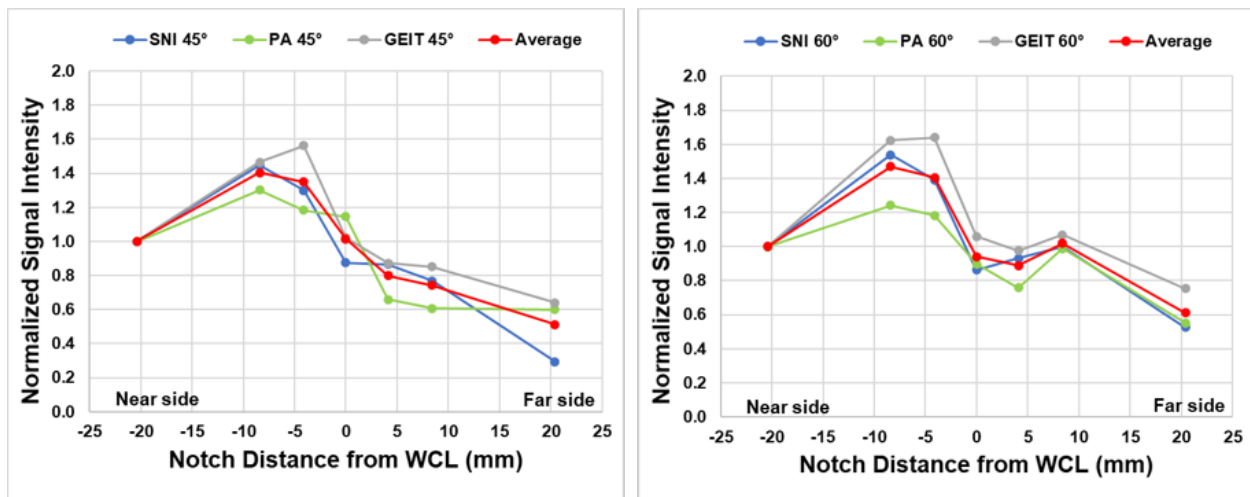 SNI 45° PA 45° GEIT 45° Average
2.0
1.8
1.6
1.4
1.2
1.0
0.8
0.6
0.4
0.2
0.0
Normalized Signal Intensity
Near side Far side
-25 -20 -15 -10 -5 0 5 10 15 20 25
Notch Distance from WCL (mm)
SNI 60° PA 60° GEIT 60° Average
2.0
1.8
1.6
1.4
1.2
1.0
0.8
0.6
0.4
0.2
0.0
Normalized Signal Intensity
Near side Far side
-25 -20 -15 -10 -5 0 5 10 15 20 25
Notch Distance from WCL (mm)